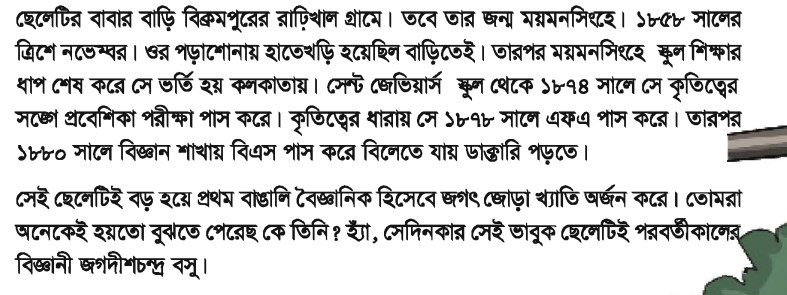 ছেলেটির বাবার বাড়ি বিক্রমপুরের রাঢ়িখাল গ্রামে। তবে তার জন্ম ময়মনসিংহে। ১৮৫৮ সালের
ত্রিশে নভেম্বর। ওর পড়াশোনায় হাতেখড়ি হয়েছিল বাড়িতেই। তারপর ময়মনসিংহে স্কুল শিক্ষার
ধাপ শেষ করে সে ভর্তি হয় কলকাতায়। সেন্ট জেভিয়ার্স স্কুল থেকে ১৮৭৪ সালে সে কৃতিত্বের
সঙ্গে প্রবেশিকা পরীক্ষা পাস করে। কৃতিত্বের ধারায় সে ১৮৭৮ সালে এফএ পাস করে। তারপর
১৮৮০ সালে বিজ্ঞান শাখায় বিএস পাস করে বিলেতে যায় ডাক্তারি পড়তে।
সেই ছেলেটিই বড় হয়ে প্রথম বাঙালি বৈজ্ঞানিক হিসেবে জগৎ জোড়া খ্যাতি অর্জন করে। তোমরা
অনেকেই হয়তো বুঝতে পেরেছ কে তিনি? হ্যাঁ, সেদিনকার সেই ভাবুক ছেলেটিই পরবর্তীকালের
বিজ্ঞানী জগদীশচন্দ্র বসু।